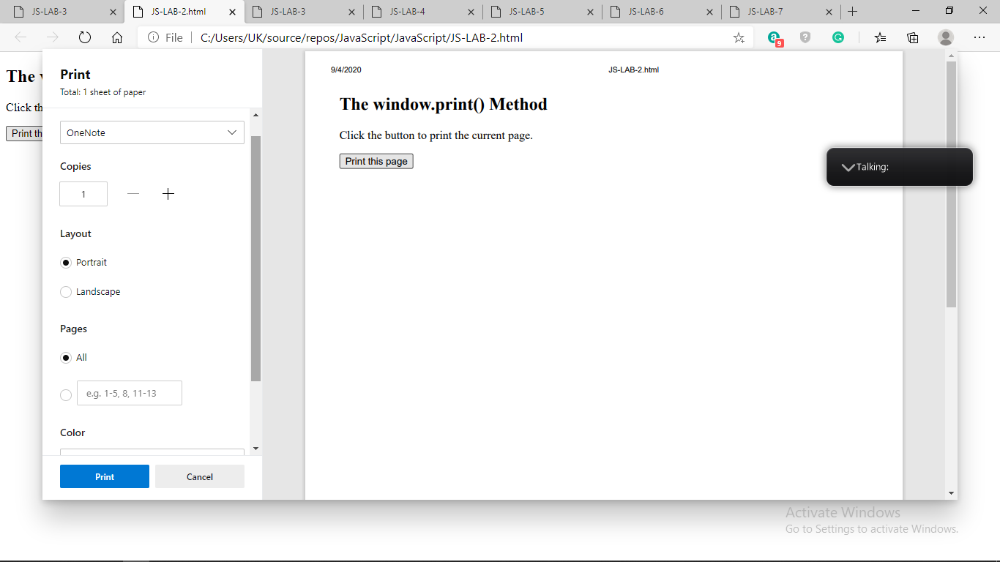 JS-LAB-3
JS-LAB-2.html
JS-LAB-3
JS-LAB-4
JS-LAB-5
JS-LAB-6
JS-LAB-7
File
C:/Users/UK/source/repos/JavaScript/JavaScript/JS-LAB-2.html
a
9
?
G
The
Click th
Print th
Print
Total: 1 sheet of paper
OneNote
Copies
1
Layout
Portrait
Landscape
Pages
All
e.g. 1-5, 8, 11-13
Color
Print
Cancel
9/4/2020
JS-LAB-2.html
The window.print() Method
Click the button to print the current page.
Print this page
Talking:
Activate Windows
Go to Settings to activate Windows.